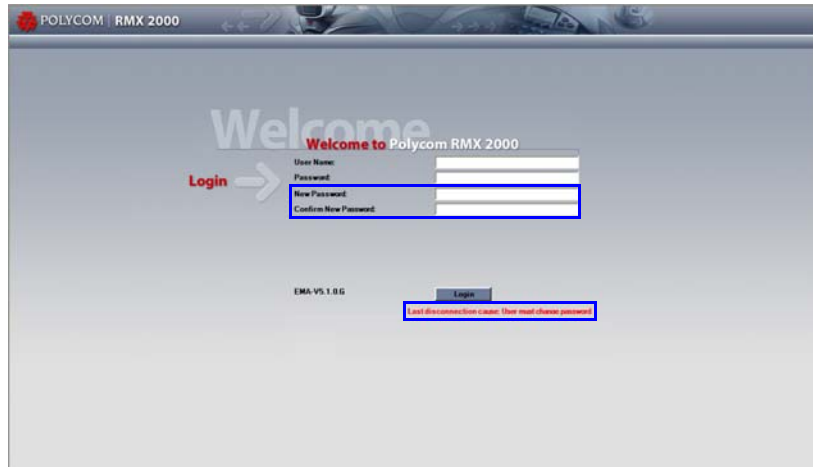 POLYCOM | RMX 2000
Welcome
Welcome to Polycom RMX 2000
User Name:
Login
Password:
New Password:
Confirm New Password:
EMA-V5.1.0.6
Login
Last disconnection cause: User must change password